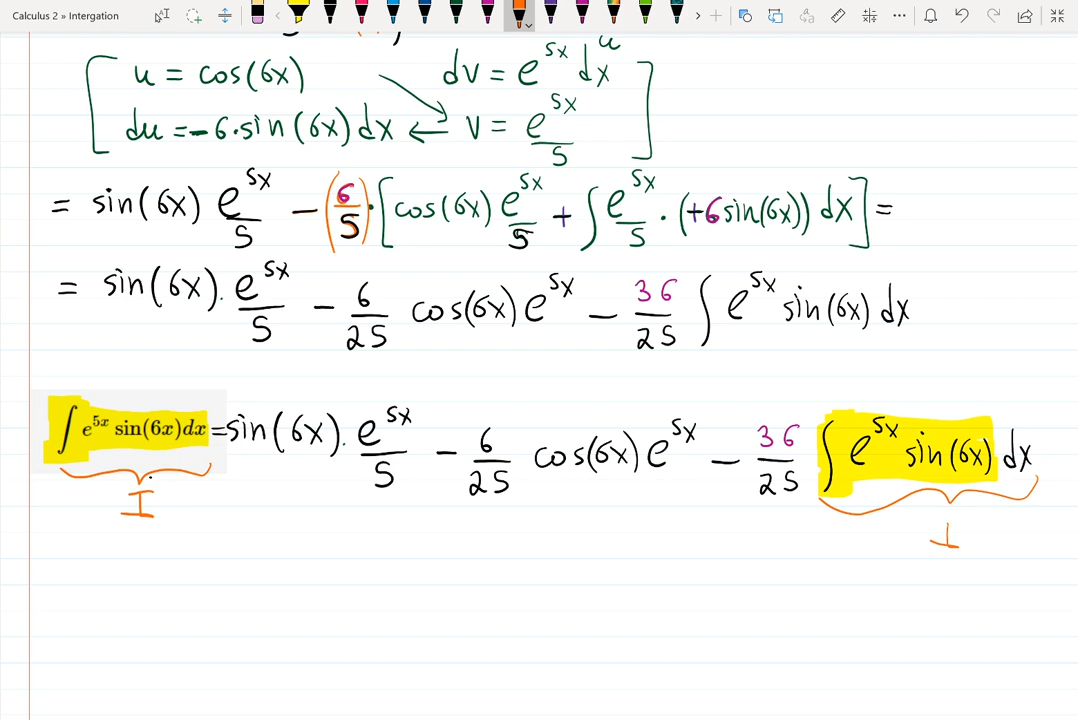 Calculus 2 » Intergation
u = cos(6x) dv = e^{5x} dx u
du = -6·sin(6x)dx v = e^{5x}/5
= sin(6x) e^{5x}/5 - (6/5)·[cos(6x) e^{5x}/5 + ∫ e^{5x}/5 · (+6sin(6x)) dx] =
= sin(6x). e^{5x}/5 - 6/25 cos(6x) e^{5x} - 36/25 ∫ e^{5x} sin(6x) dx
∫ e^{5x} sin(6x)dx = sin(6x). e^{5x}/5 - 6/25 cos(6x) e^{5x} - 36/25 ∫ e^{5x} sin(6x) dx
I I